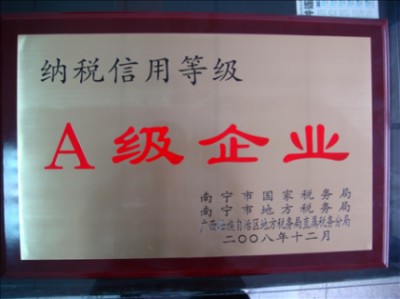 纳税信用等级
A级企业
南宁市国家税务局
南宁市地方税务局
广西壮族自治区地方税务局直属税务分局
二〇〇八年十二月